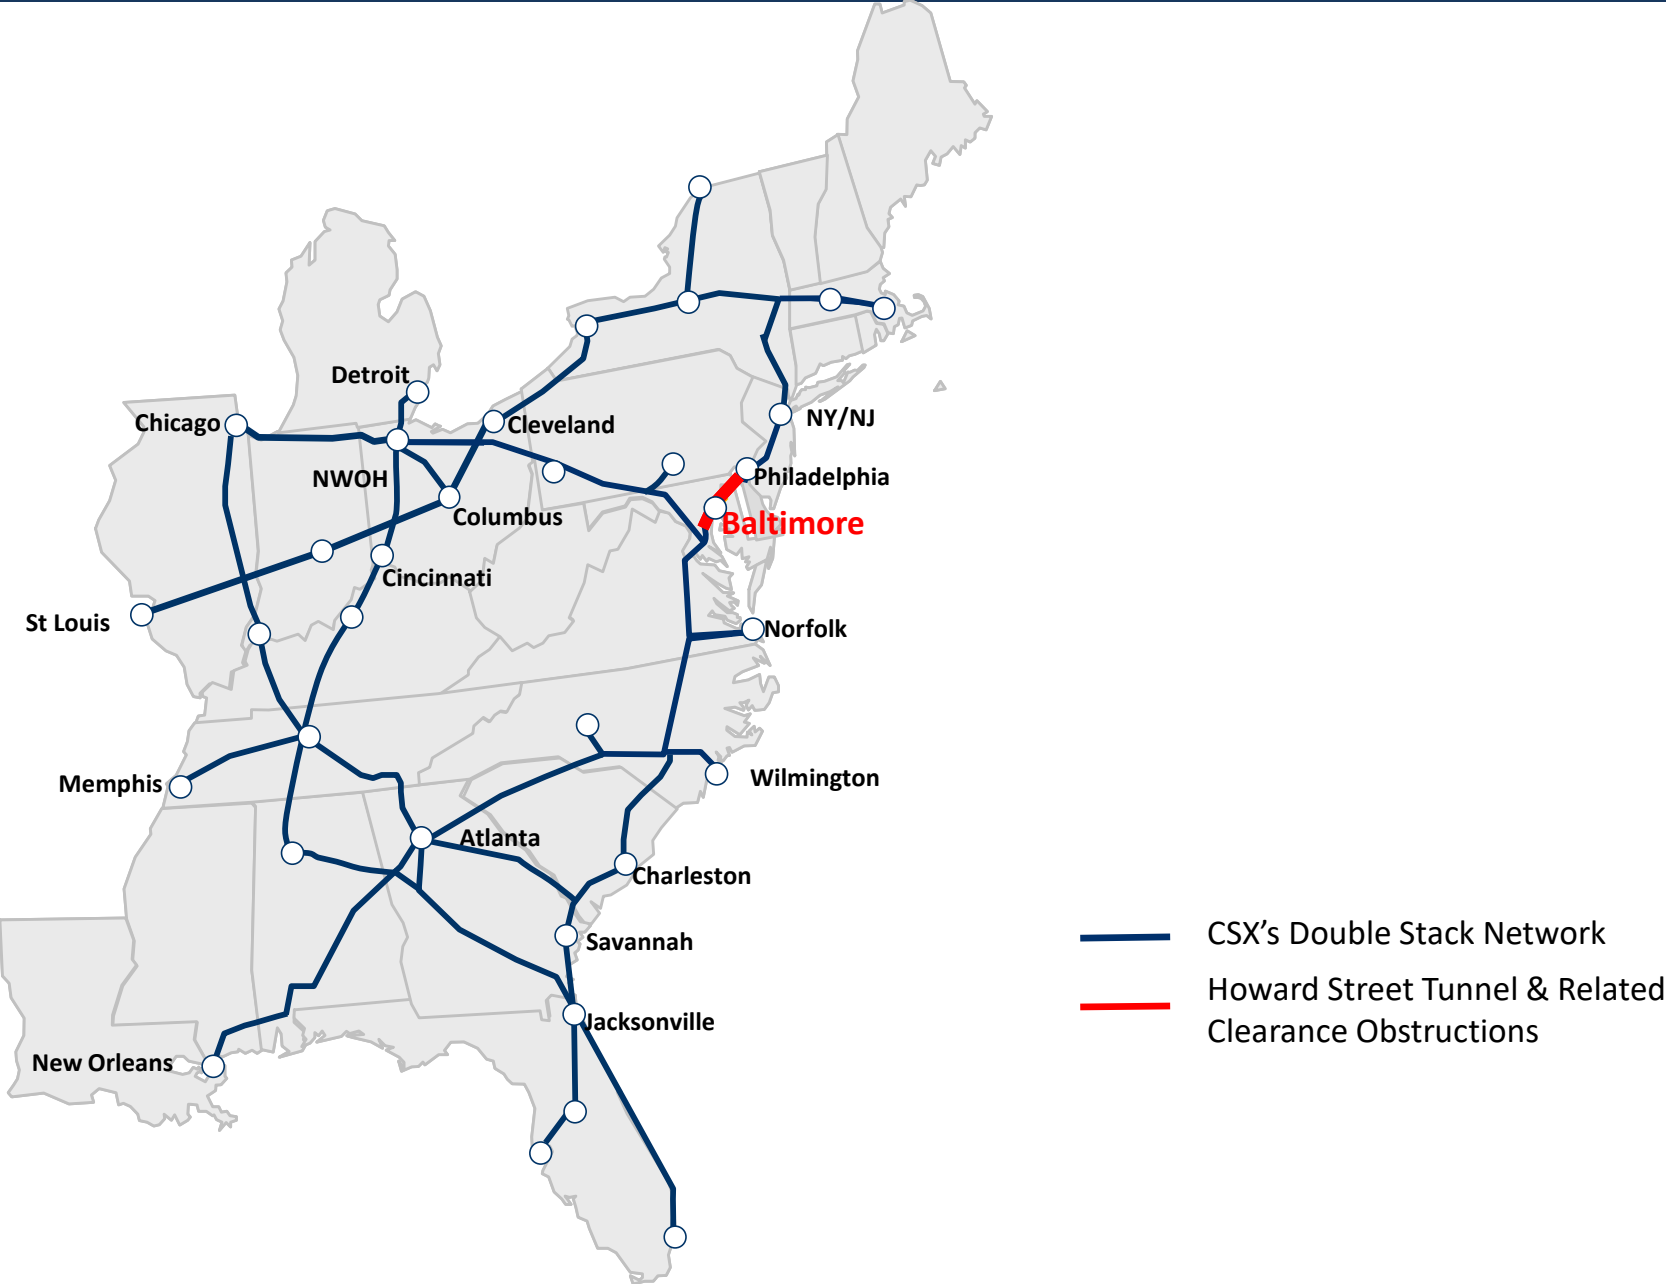 Detroit
Chicago
Cleveland
NY/NJ
NWOH
Philadelphia
Columbus
Baltimore
Cincinnati
St Louis
Norfolk
Memphis
Wilmington
Atlanta
Charleston
Savannah
Jacksonville
New Orleans
CSX's Double Stack Network
Howard Street Tunnel & Related
Clearance Obstructions